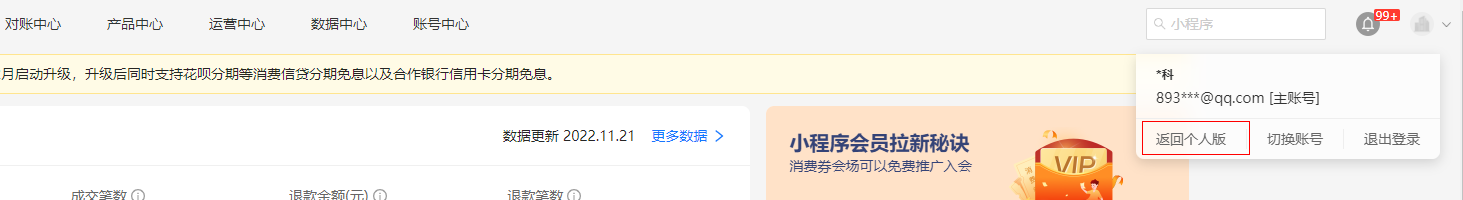 对账中心 产品中心 运营中心 数据中心 账号中心 小程序 99+
月启动升级，升级后同时支持花呗分期等消费信贷分期免息以及合作银行信用卡分期免息。
*科
893***@qq.com [主账号]
返回个人版 切换账号 退出登录
数据更新 2022.11.21 更多数据
小程序会员拉新秘诀
消费券会场可以免费推广入会
VIP
成交笔数 退款金额(元) 退款笔数